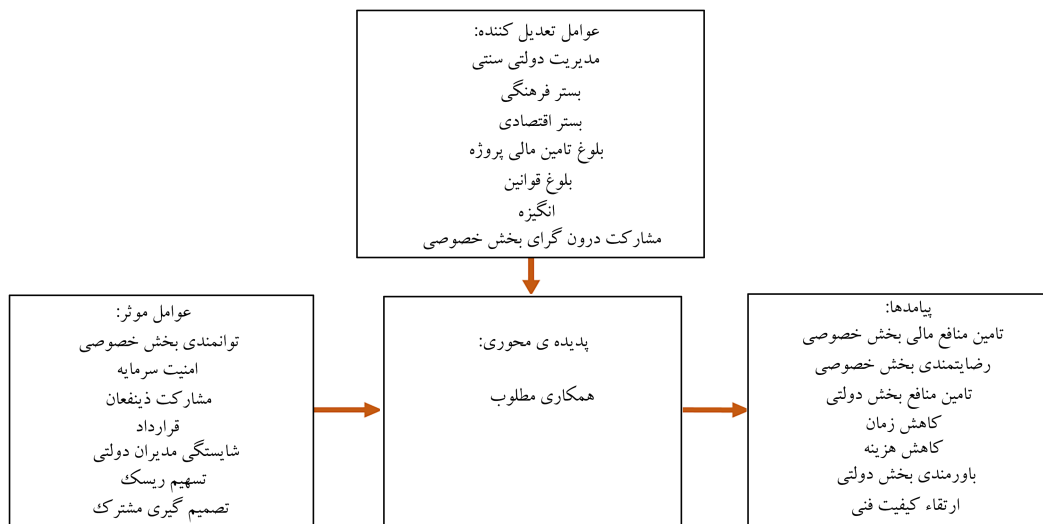 عوامل تعدیل کننده:
مدیریت دولتی سنتی
بستر فرهنگی
بستر اقتصادی
بلوغ تامین مالی پروژه
بلوغ قوانین
انگیزه
مشارکت درون گرای بخش خصوصی
عوامل موثر:
توانمندی بخش خصوصی
امنیت سرمایه
مشارکت ذینفعان
قرارداد
شایستگی مدیران دولتی
تسهیم ریسک
تصمیم گیری مشترک
پدیده ی محوری:
همکاری مطلوب
پیامدها:
تامین منافع مالی بخش خصوصی
رضایتمندی بخش خصوصی
تامین منافع بخش دولتی
کاهش زمان
کاهش هزینه
باورمندی بخش دولتی
ارتقاء کیفیت فنی